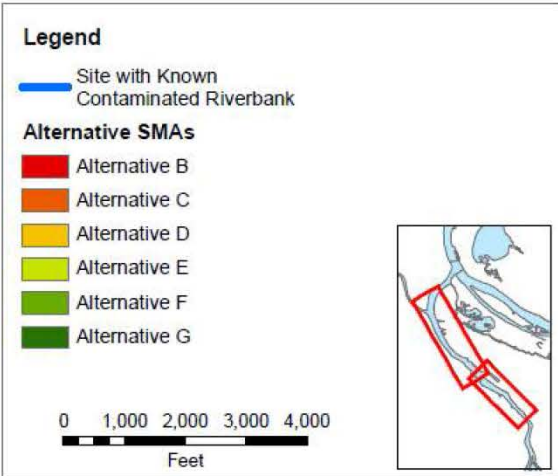 Legend
Site with Known
Contaminated Riverbank
Alternative SMAs
Alternative B
Alternative C
Alternative D
Alternative E
Alternative F
Alternative G
0 1,000 2,000 3,000 4,000
Feet